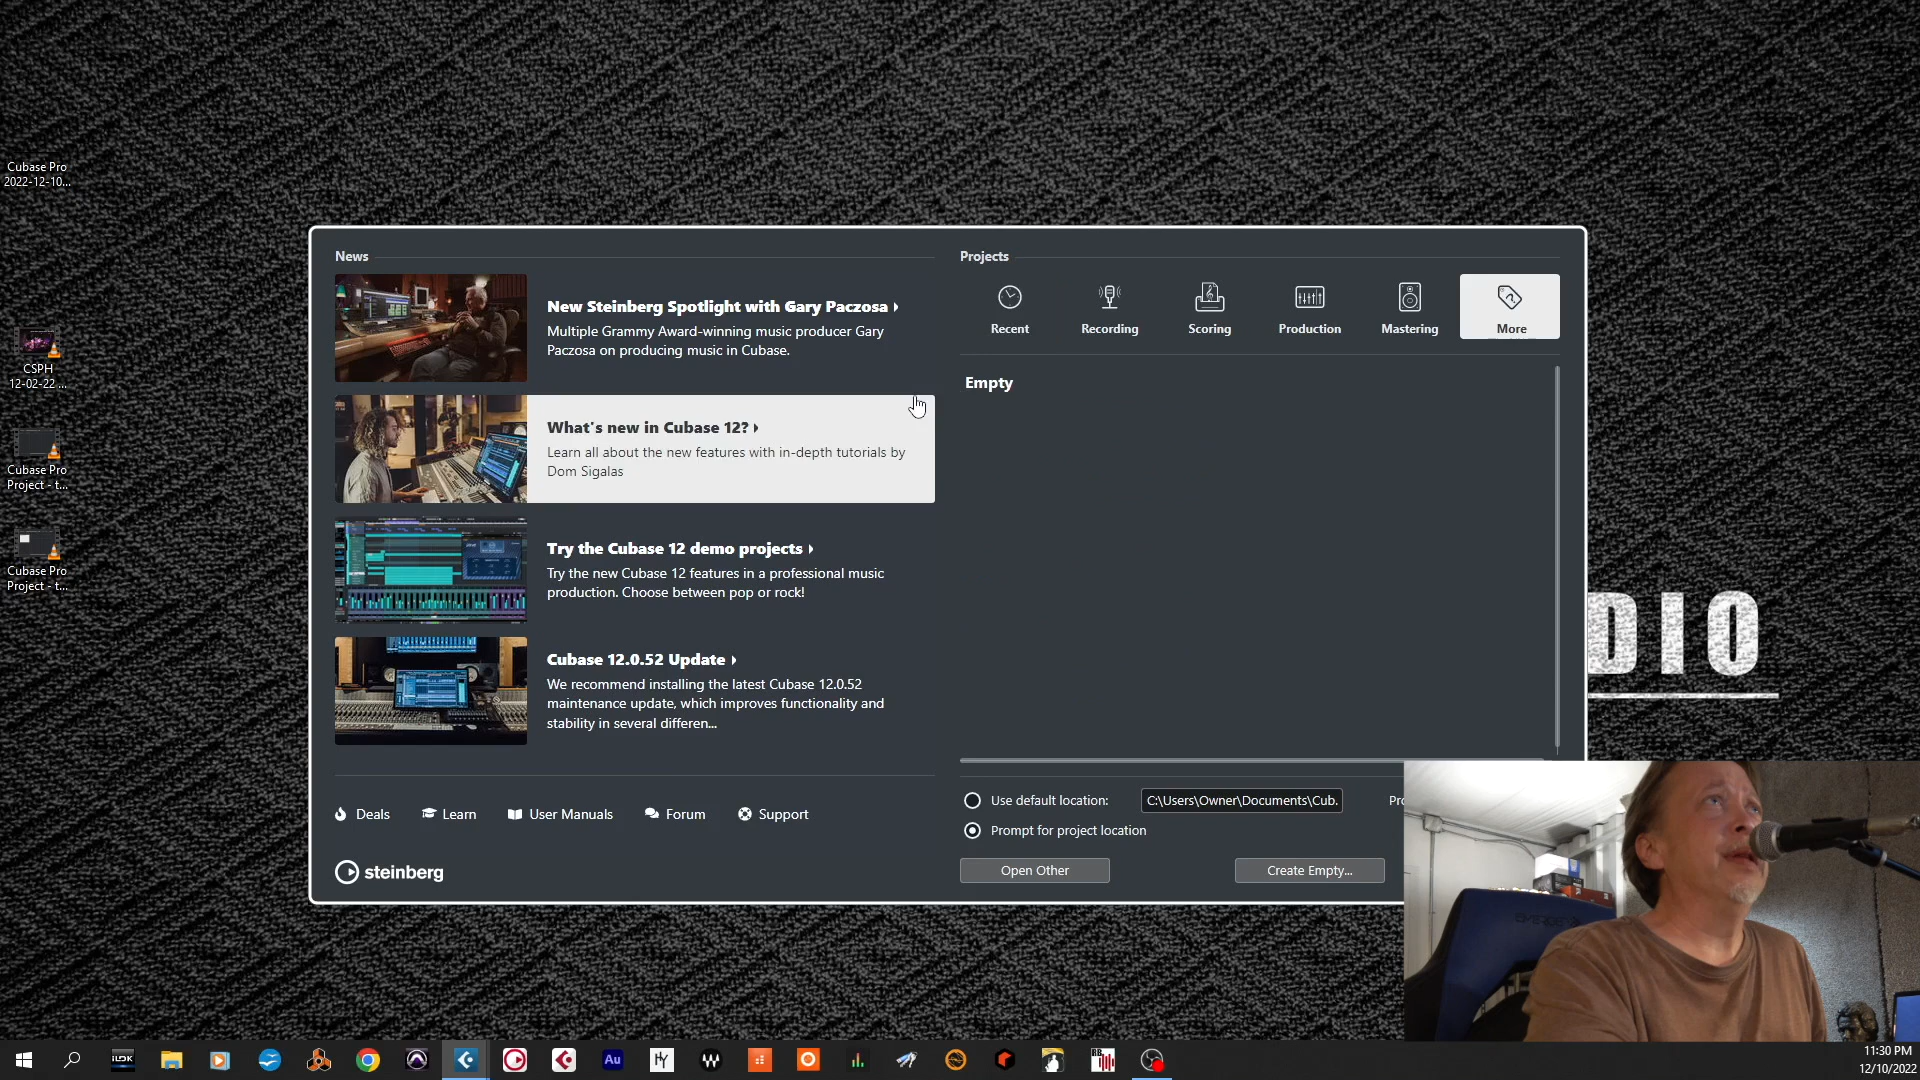 Cubase Pro
2022-12-10...
CSPH
12-02-22 ...
Cubase Pro
Project - t...
Cubase Pro
Project - t...
News
New Steinberg Spotlight with Gary Paczosa
Multiple Grammy Award-winning music producer Gary
Paczosa on producing music in Cubase.
What's new in Cubase 12?
Learn all about the new features with in-depth tutorials by
Dom Sigalas
Try the Cubase 12 demo projects
Try the new Cubase 12 features in a professional music
production. Choose between pop or rock!
Cubase 12.0.52 Update
We recommend installing the latest Cubase 12.0.52
maintenance update, which improves functionality and
stability in several differen...
Deals Learn User Manuals Forum Support
steinberg
Projects
Recent Recording Scoring Production Mastering More
Empty
Use default location: C:\Users\Owner\Documents\Cub. Prc
Prompt for project location
Open Other Create Empty...
DIO
Au HY W RB
11:30 PM
12/10/2022